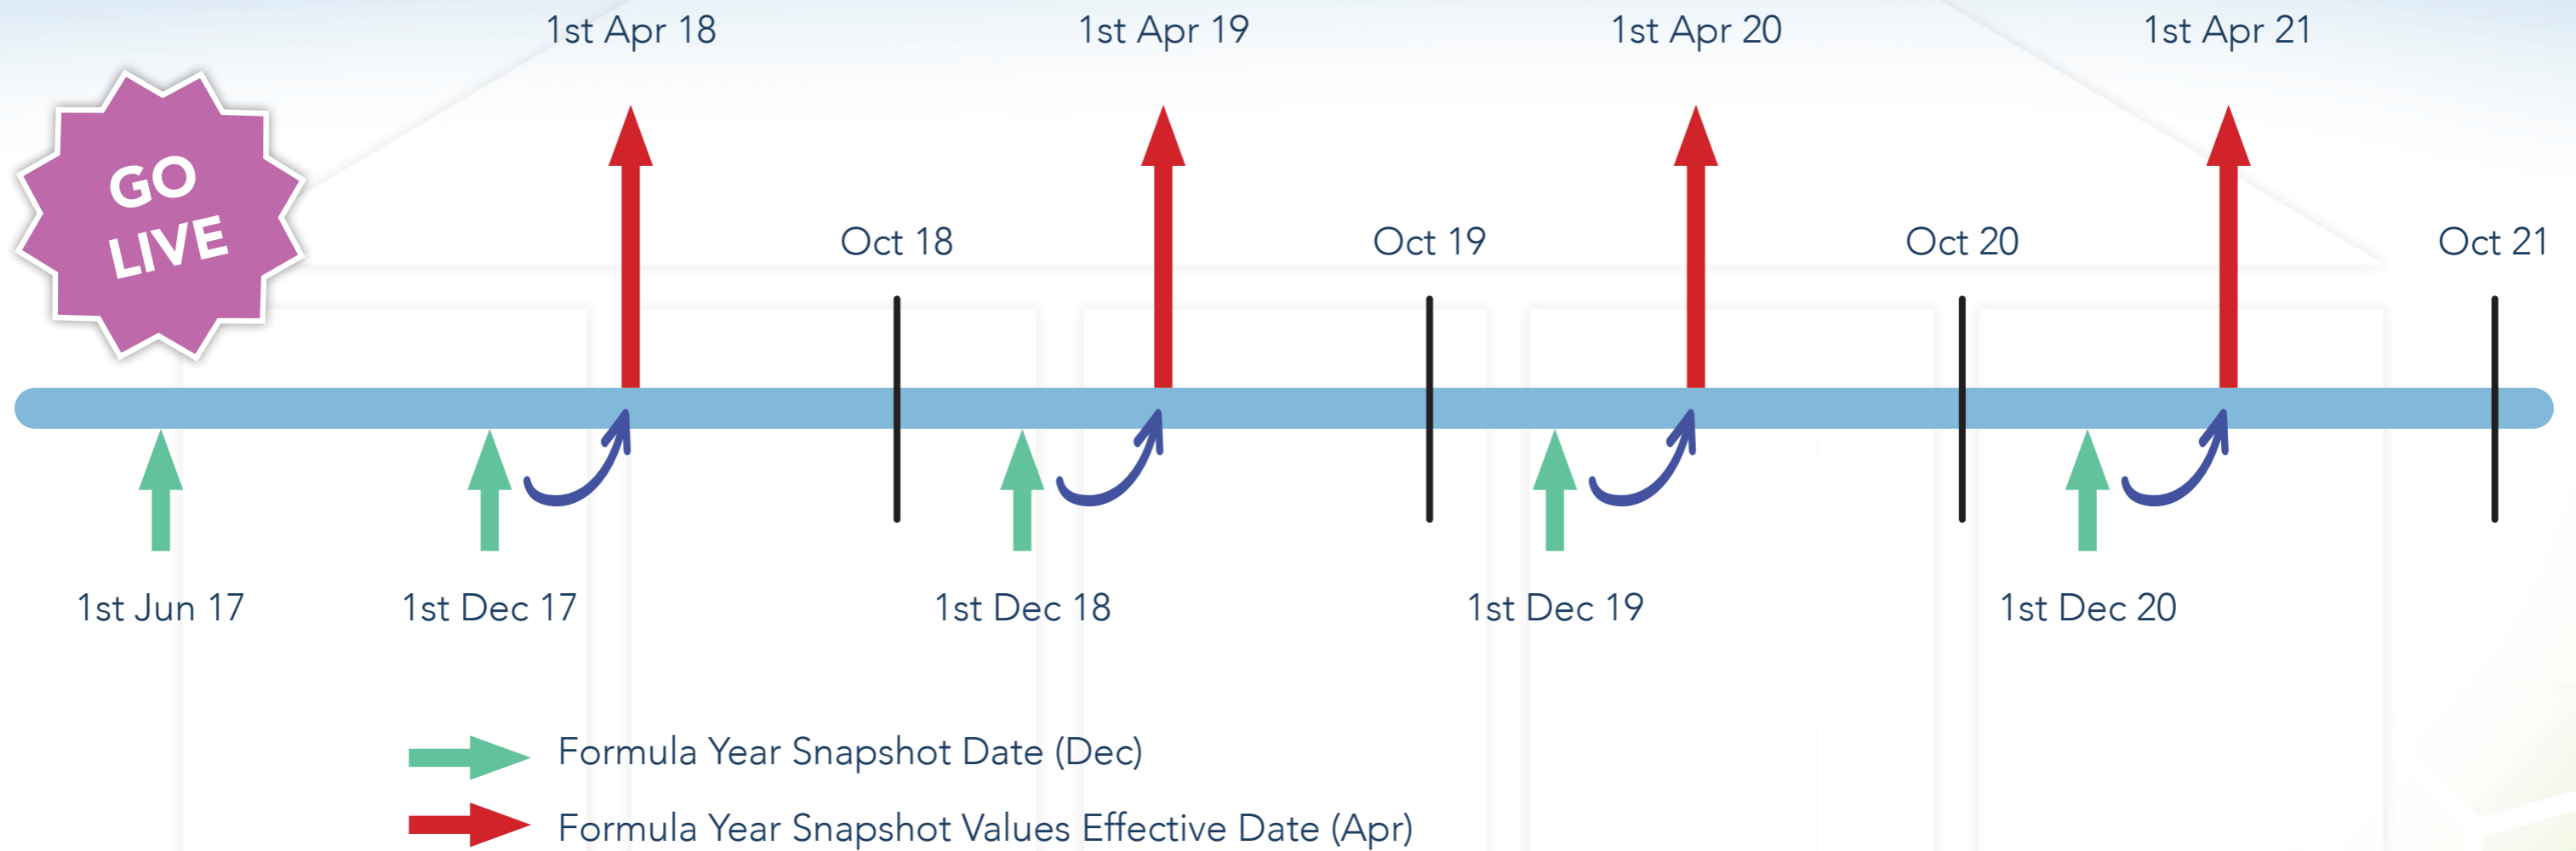 1st Apr 18
1st Apr 19
1st Apr 20
1st Apr 21
GO
LIVE
Oct 18
Oct 19
Oct 20
Oct 21
1st Jun 17
1st Dec 17
1st Dec 18
1st Dec 19
1st Dec 20
Formula Year Snapshot Date (Dec)
Formula Year Snapshot Values Effective Date (Apr)